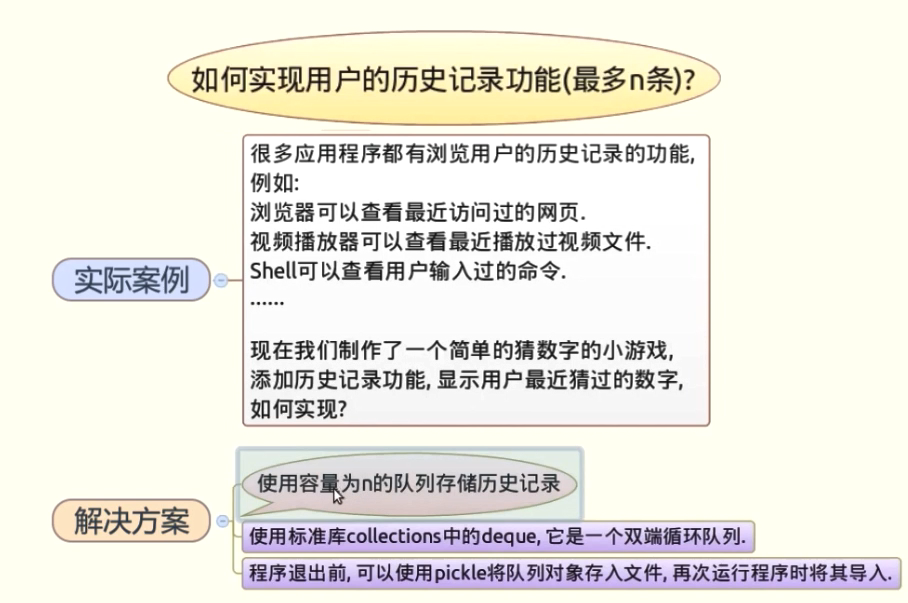 如何实现用户的历史记录功能(最多n条)?
很多应用程序都有浏览用户的历史记录的功能,
例如:
浏览器可以查看最近访问过的网页.
视频播放器可以查看最近播放过视频文件.
Shell可以查看用户输入过的命令.
......
实际案例
现在我们制作了一个简单的猜数字的小游戏,
添加历史记录功能, 显示用户最近猜过的数字,
如何实现?
使用容量为n的队列存储历史记录
解决方案
使用标准库collections中的deque, 它是一个双端循环队列.
程序退出前, 可以使用pickle将队列对象存入文件, 再次运行程序时将其导入.